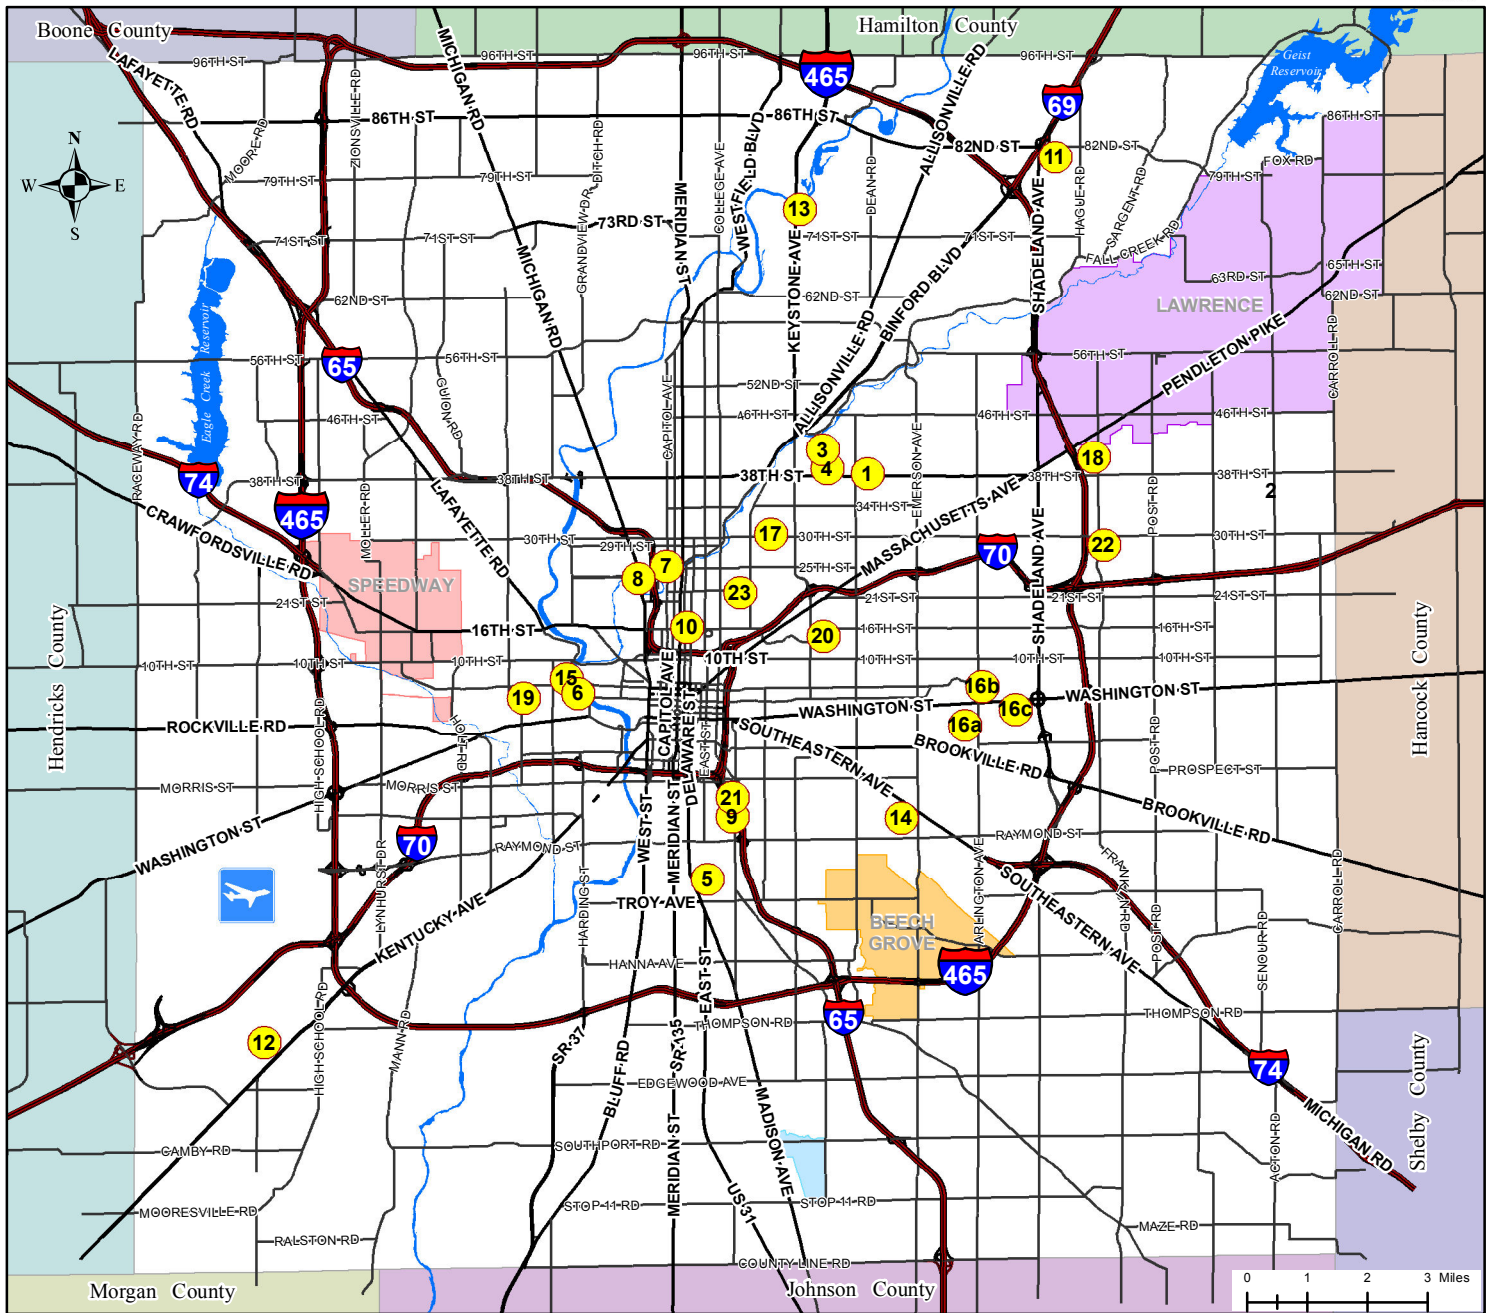 Boone County
Hamilton County
96TH ST
96TH ST
96TH ST
96TH ST
LAFAYETTE RD
ZIONSVILLE RD
MICHIGAN RD
465
ALLISONVILLE RD
69
Geist
Reservoir
86TH ST
86TH ST
86TH ST
MOORE RD
DITCH RD
WESTFIELD BLVD
82ND ST
82ND ST
11
N
W E
S
79TH ST
79TH ST
79TH ST
FOX RD
GRANDVIEW DR
MERIDIAN ST
COLLEGE AVE
DEAN RD
HAGUE RD
SARGENT RD
13
73RD ST
71ST ST
71ST ST
71ST ST
71ST ST
FALL CREEK RD
63RD ST
65TH ST
62ND ST
62ND ST
62ND ST
Eagle Creek Reservoir
MICHIGAN RD
KEYSTONE AVE
ALLISONVILLE RD
BINFORD BLVD
SHADELAND AVE
LAWRENCE
PENDLETON PIKE
CARROLL RD
56TH ST
56TH ST
56TH ST
65
52ND ST
GUION RD
CAPITOL AVE
46TH ST
46TH ST
46TH ST
46TH ST
RACEWAY RD
3
4
1
18
EMERSON AVE
74
38TH ST
38TH ST
38TH ST
38TH ST
38TH ST
2
465
CRAWFORDSVILLE RD
MOLLER RD
LAFAYETTE RD
34TH ST
MASSACHUSETTS AVE
SHADELAND AVE
POST RD
17
30TH ST
29TH ST
30TH ST
30TH ST
22
70
SPEEDWAY
7
8
25TH ST
23
21ST ST
21ST ST
21ST ST
21ST ST
16TH ST
10
20
16TH ST
16TH ST
10TH ST
10TH ST
10TH ST
10TH ST
10TH ST
10TH ST
10TH ST
Hendricks County
Hancock County
15
6
19
16b
16c
16a
WASHINGTON ST
WASHINGTON ST
ROCKVILLE RD
HIGH SCHOOL RD
HOLT RD
CAPITOL AVE
DELAWARE ST
EAST ST
SOUTHEASTERN AVE
BROOKVILLE RD
POST RD
PROSPECT ST
MORRIS ST
MORRIS ST
21
9
14
BROOKVILLE RD
WASHINGTON ST
70
RAYMOND ST
RAYMOND ST
WEST ST
MERIDIAN ST
5
LYNHURST DR
KENTUCKY AVE
HARDING ST
TROY AVE
BEECH
GROVE
ARLINGTON AVE
SOUTHEASTERN AVE
FRANKLIN RD
POST RD
SENOUR RD
CARROLL RD
HANNA AVE
465
HIGH SCHOOL RD
MANN RD
EAST ST
THOMPSON RD
65
THOMPSON RD
12
SR 37
BLUFF RD
SR 135
EDGEWOOD AVE
MADISON AVE
74
MICHIGAN RD
Shelby County
ACTON RD
CAMBY RD
SOUTHPORT RD
MERIDIAN ST
US 31
STOP 11 RD
STOP 11 RD
MOORESVILLE RD
MAZE RD
RALSTON RD
COUNTY LINE RD
Morgan County
Johnson County
0 1 2 3 Miles